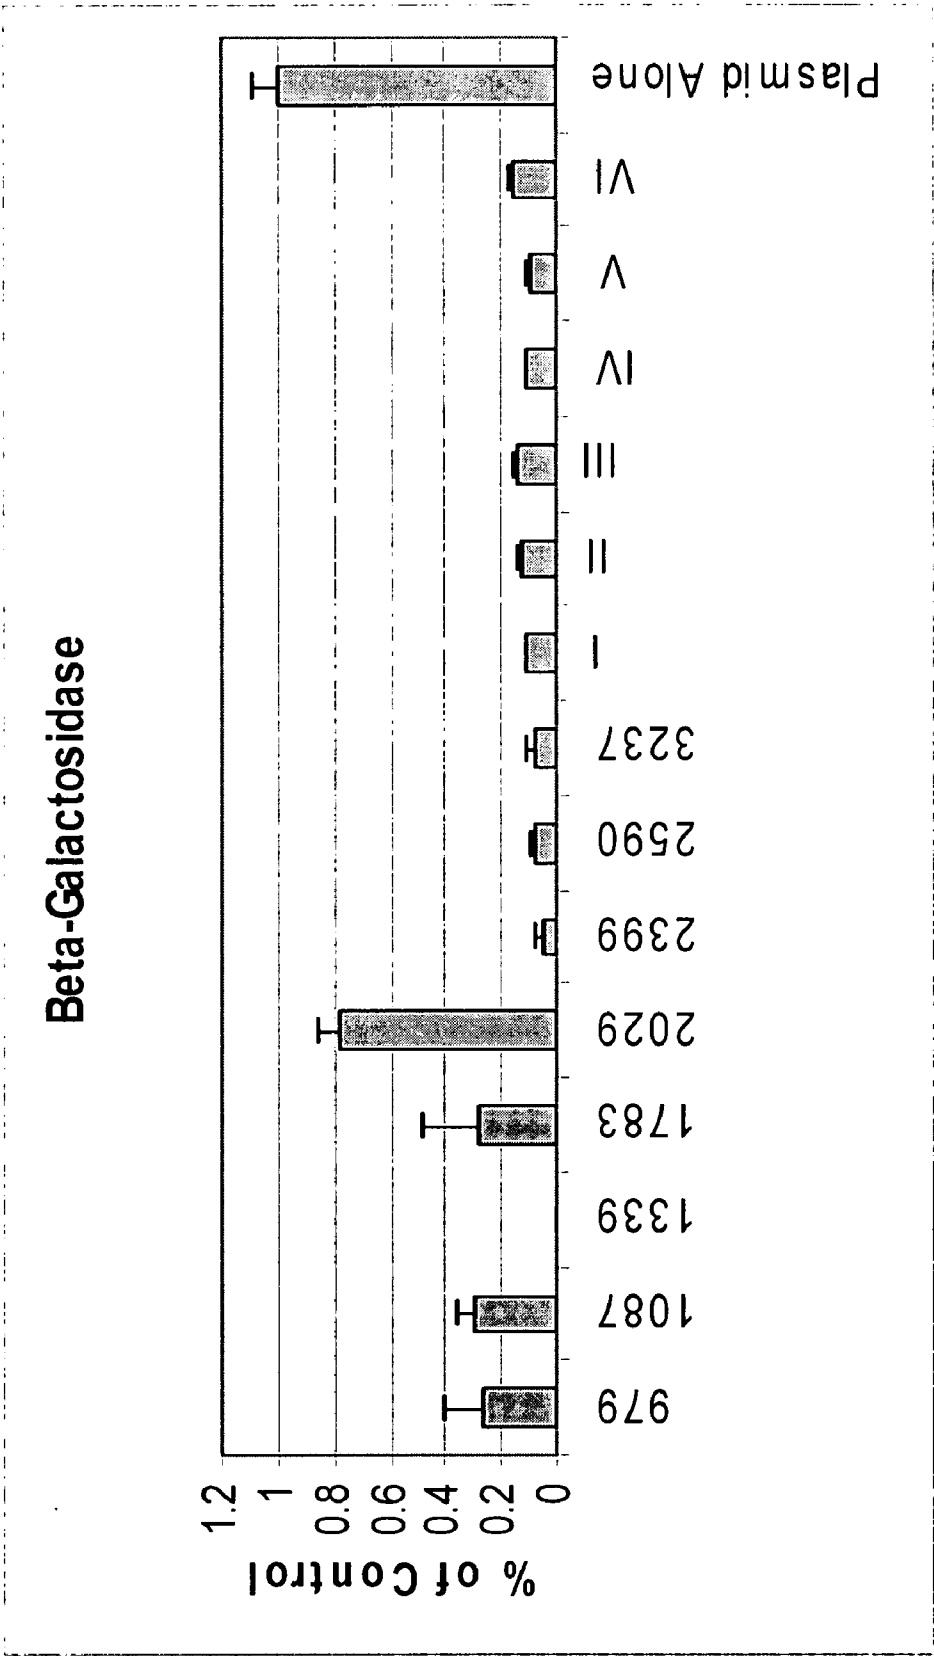 Beta-Galactosidase
% of Control
1.2
1
0.8
0.6
0.4
0.2
0
979
1087
1339
1783
2029
2399
2590
3237
I
II
III
IV
V
VI
Plasmid Alone